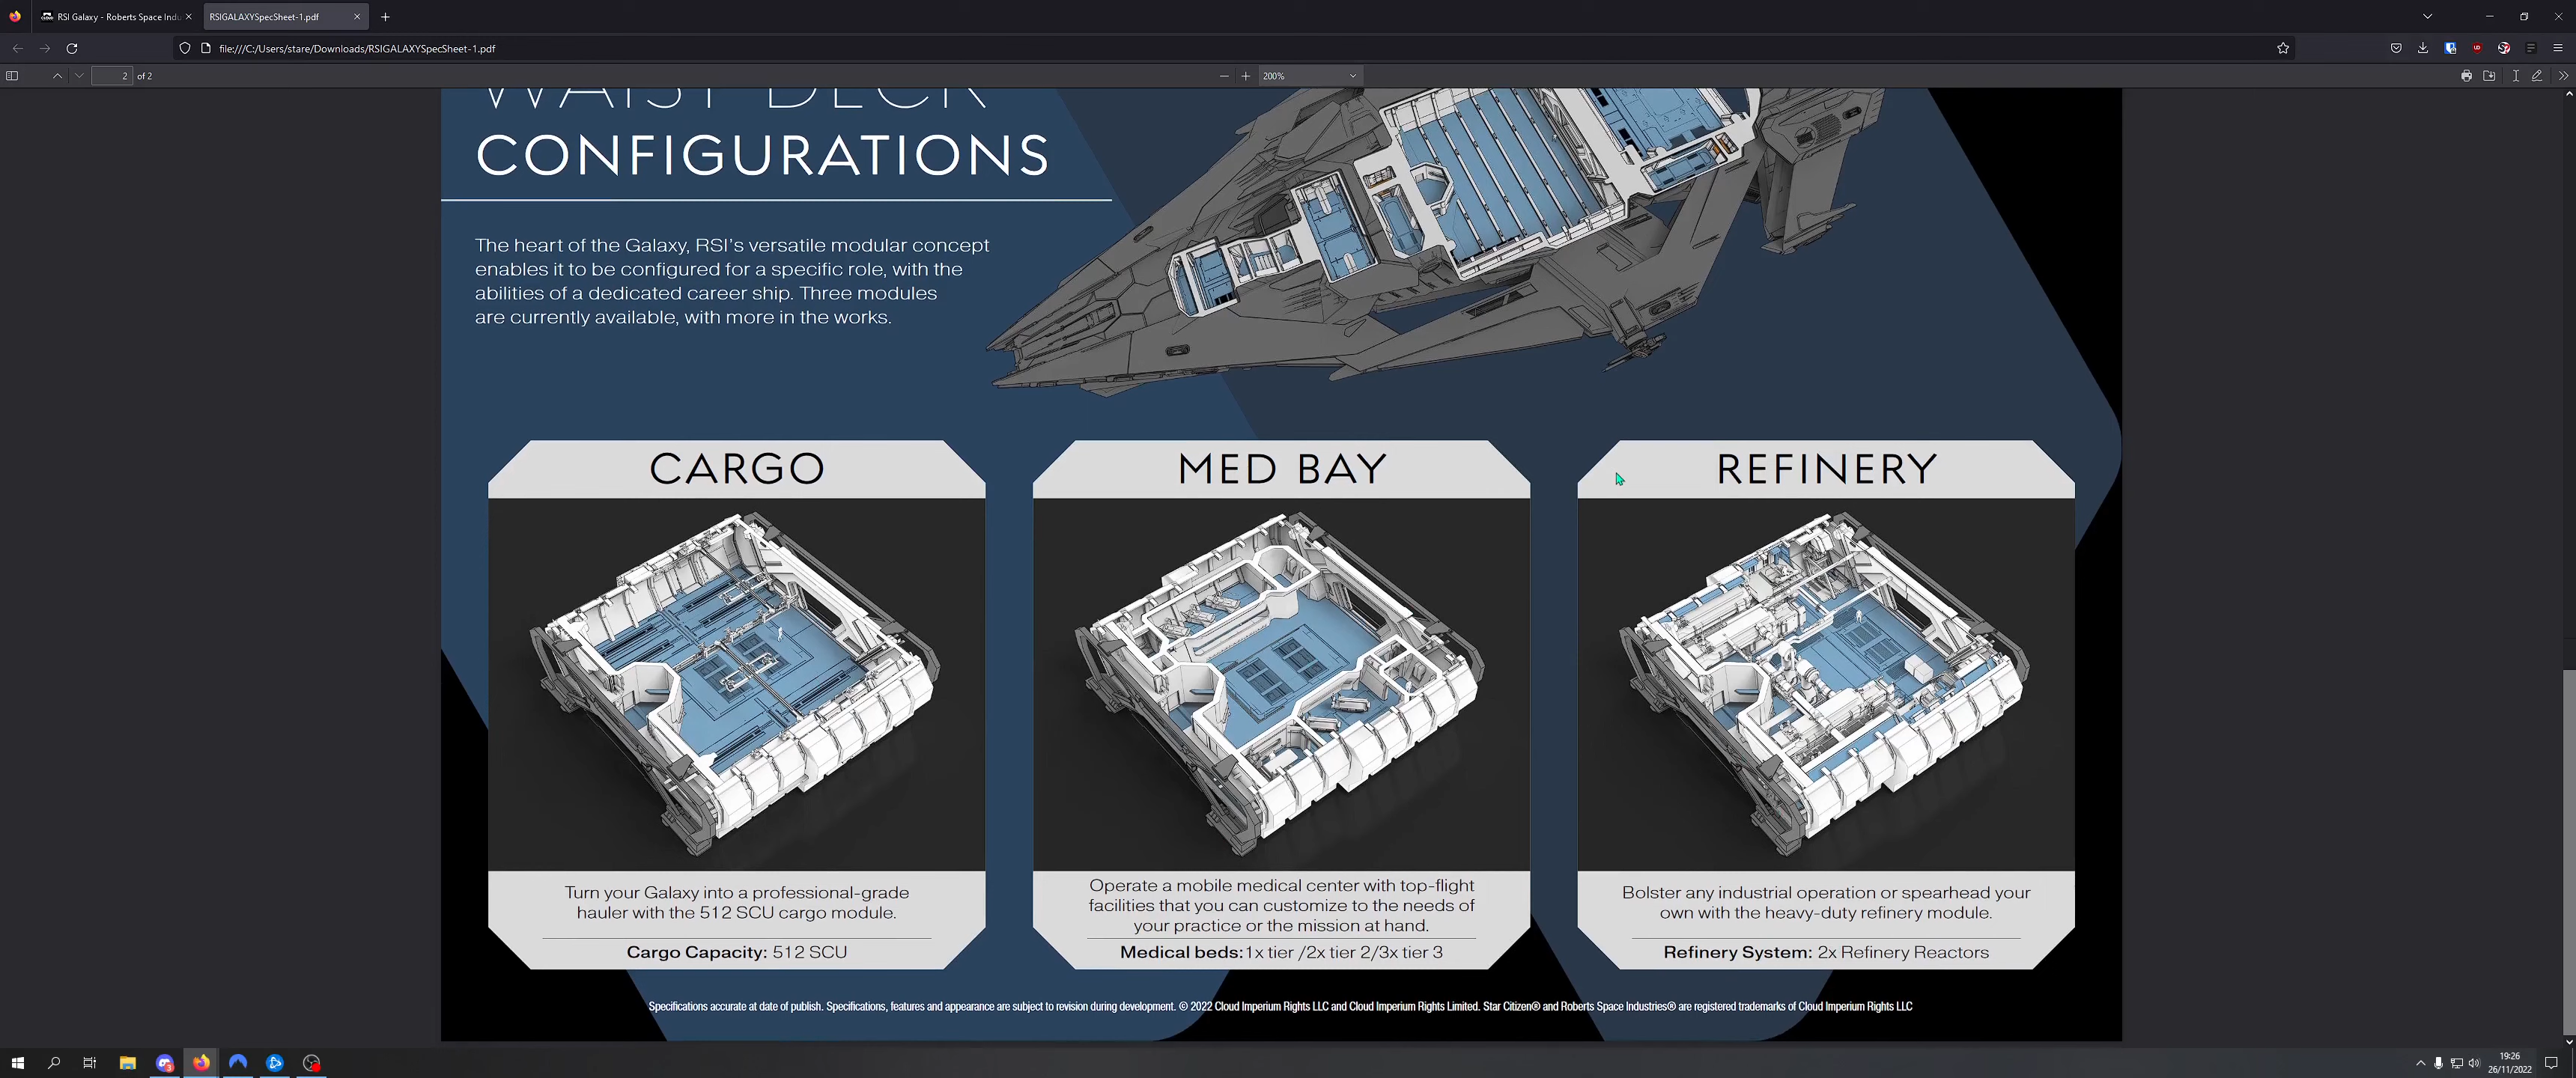 RSI Galaxy - Roberts Space Indu
RSIGALAXYSpecSheet-1.pdf
file:///C:/Users/stare/Downloads/RSIGALAXYSpecSheet-1.pdf
2 of 2
200%
WAIST DECK
CONFIGURATIONS
The heart of the Galaxy, RSI's versatile modular concept
enables it to be configured for a specific role, with the
abilities of a dedicated career ship. Three modules
are currently available, with more in the works.
CARGO
Turn your Galaxy into a professional-grade
hauler with the 512 SCU cargo module.
Cargo Capacity: 512 SCU
MED BAY
Operate a mobile medical center with top-flight
facilities that you can customize to the needs of
your practice or the mission at hand.
Medical beds: 1x tier /2x tier 2/3x tier 3
REFINERY
Bolster any industrial operation or spearhead your
own with the heavy-duty refinery module.
Refinery System: 2x Refinery Reactors
Specifications accurate at date of publish. Specifications, features and appearance are subject to revision during development. © 2022 Cloud Imperium Rights LLC and Cloud Imperium Rights Limited. Star Citizen® and Roberts Space Industries® are registered trademarks of Cloud Imperium Rights LLC
19:26
26/11/2022